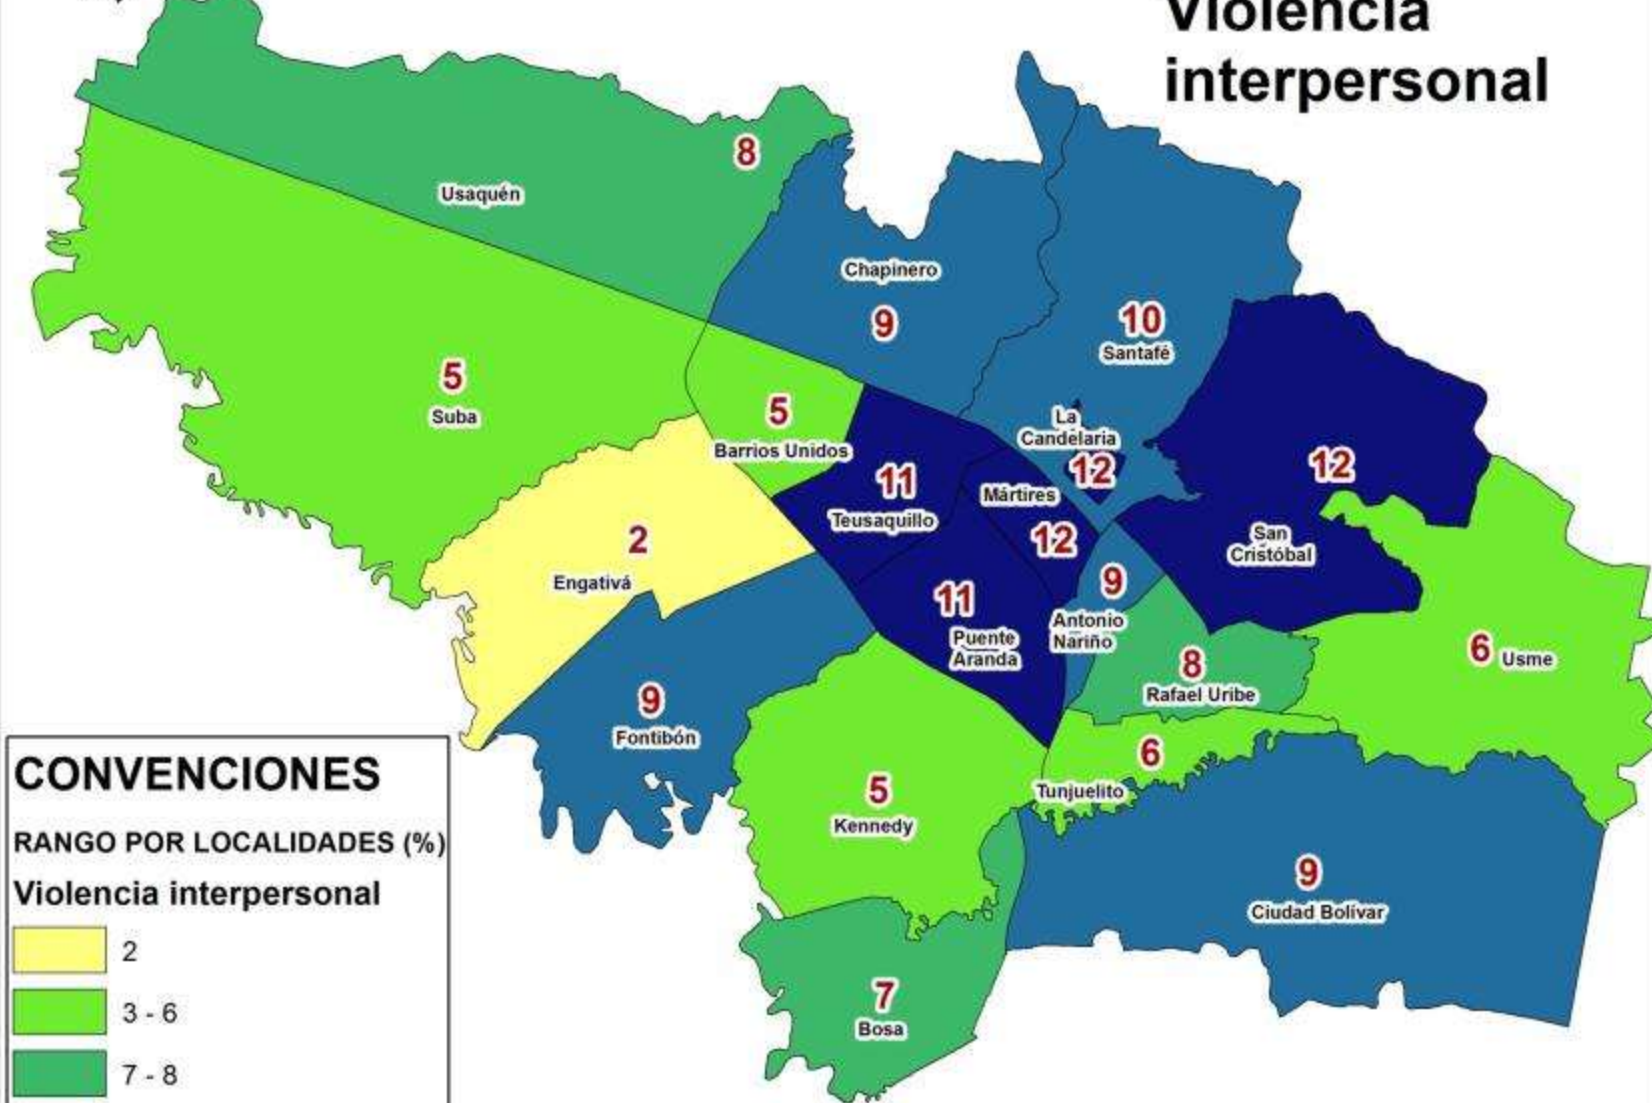 Violencia
interpersonal
8
Usaquén
Chapinero
9
10
Santafé
5
Suba
5
Barrios Unidos
La
Candelaria
12
12
San
Cristóbal
11
Teusaquillo
Mártires
12
2
Engativá
9
Antonio
Nariño
11
Puente
Aranda
8
Rafael Uribe
6 Usme
9
Fontibón
6
Tunjuelito
5
Kennedy
9
Ciudad Bolívar
7
Bosa
CONVENCIONES
RANGO POR LOCALIDADES (%)
Violencia interpersonal
2
3 - 6
7 - 8